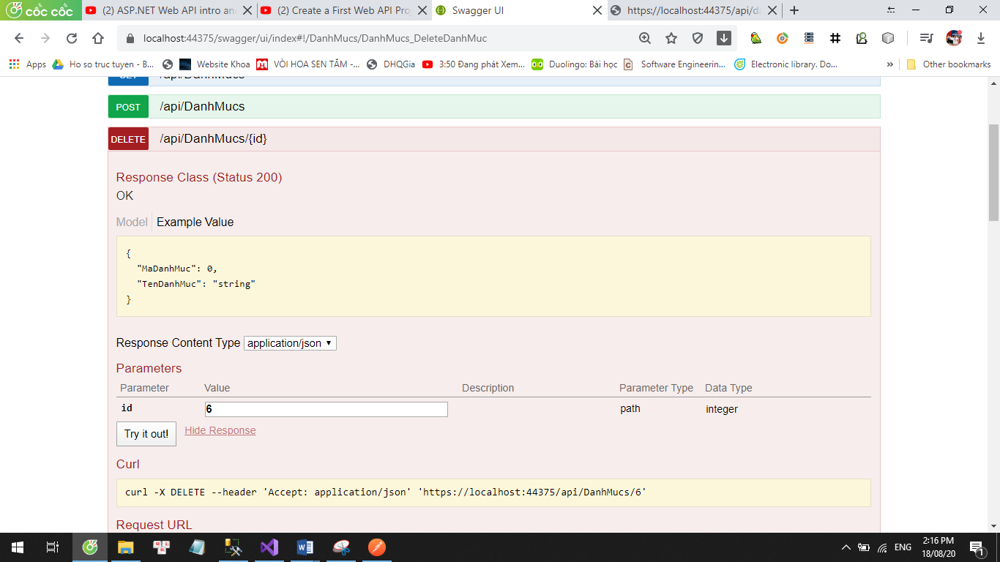 cốc cốc
(2) ASP.NET Web API intro an
(2) Create a First Web API Pro
Swagger UI
https://localhost:44375/api/da
localhost:44375/swagger/ui/index#!/DanhMucs/DanhMucs_DeleteDanhMuc
Apps
Ho so truc tuyen - B...
Website Khoa
VÒI HOA SEN TẮM -...
DHQGia
3:50 Đang phát Xem...
Duolingo: Bài học
Software Engineerin...
Electronic library. Do...
»
Other bookmarks
/api/DanhMucs
POST
/api/DanhMucs
DELETE
/api/DanhMucs/{id}
Response Class (Status 200)
OK
Model
Example Value
{
"MaDanhMuc": 0,
"TenDanhMuc": "string"
}
Response Content Type
application/json
Parameters
Parameter Value Description Parameter Type Data Type
id 6 path integer
Try it out!
Hide Response
Curl
curl -X DELETE --header 'Accept: application/json' 'https://localhost:44375/api/DanhMucs/6'
Request URL
ENG
2:16 PM
18/08/20
1